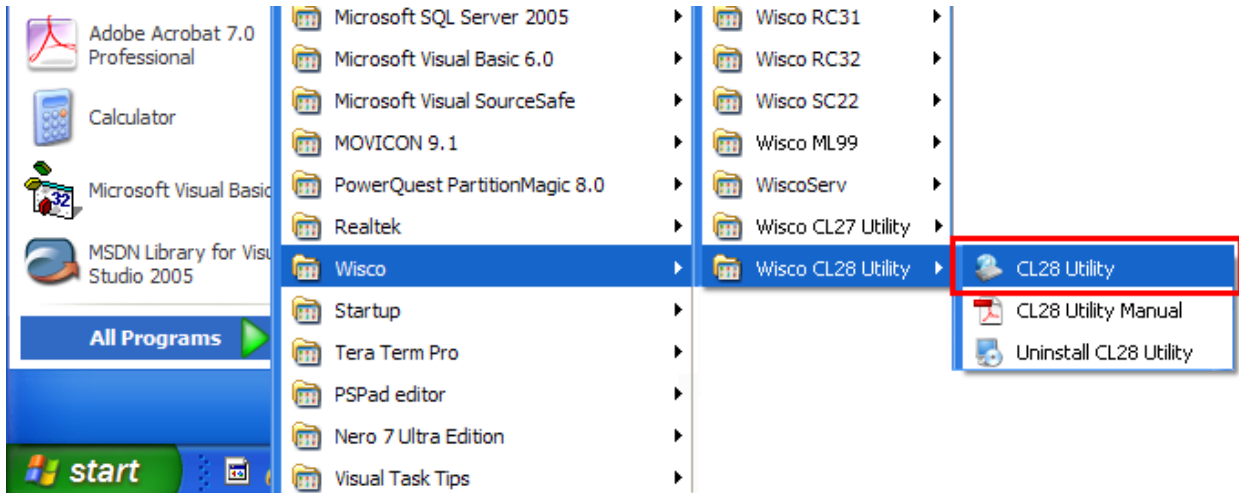 Adobe Acrobat 7.0
Professional
Calculator
Microsoft Visual Basic
MSDN Library for Visu
Studio 2005
All Programs
start
Microsoft SQL Server 2005
Microsoft Visual Basic 6.0
Microsoft Visual SourceSafe
MOVICON 9.1
PowerQuest PartitionMagic 8.0
Realtek
Wisco
Startup
Tera Term Pro
PSPad editor
Nero 7 Ultra Edition
Visual Task Tips
Wisco RC31
Wisco RC32
Wisco SC22
Wisco ML99
WiscoServ
Wisco CL27 Utility
Wisco CL28 Utility
CL28 Utility
CL28 Utility Manual
Uninstall CL28 Utility